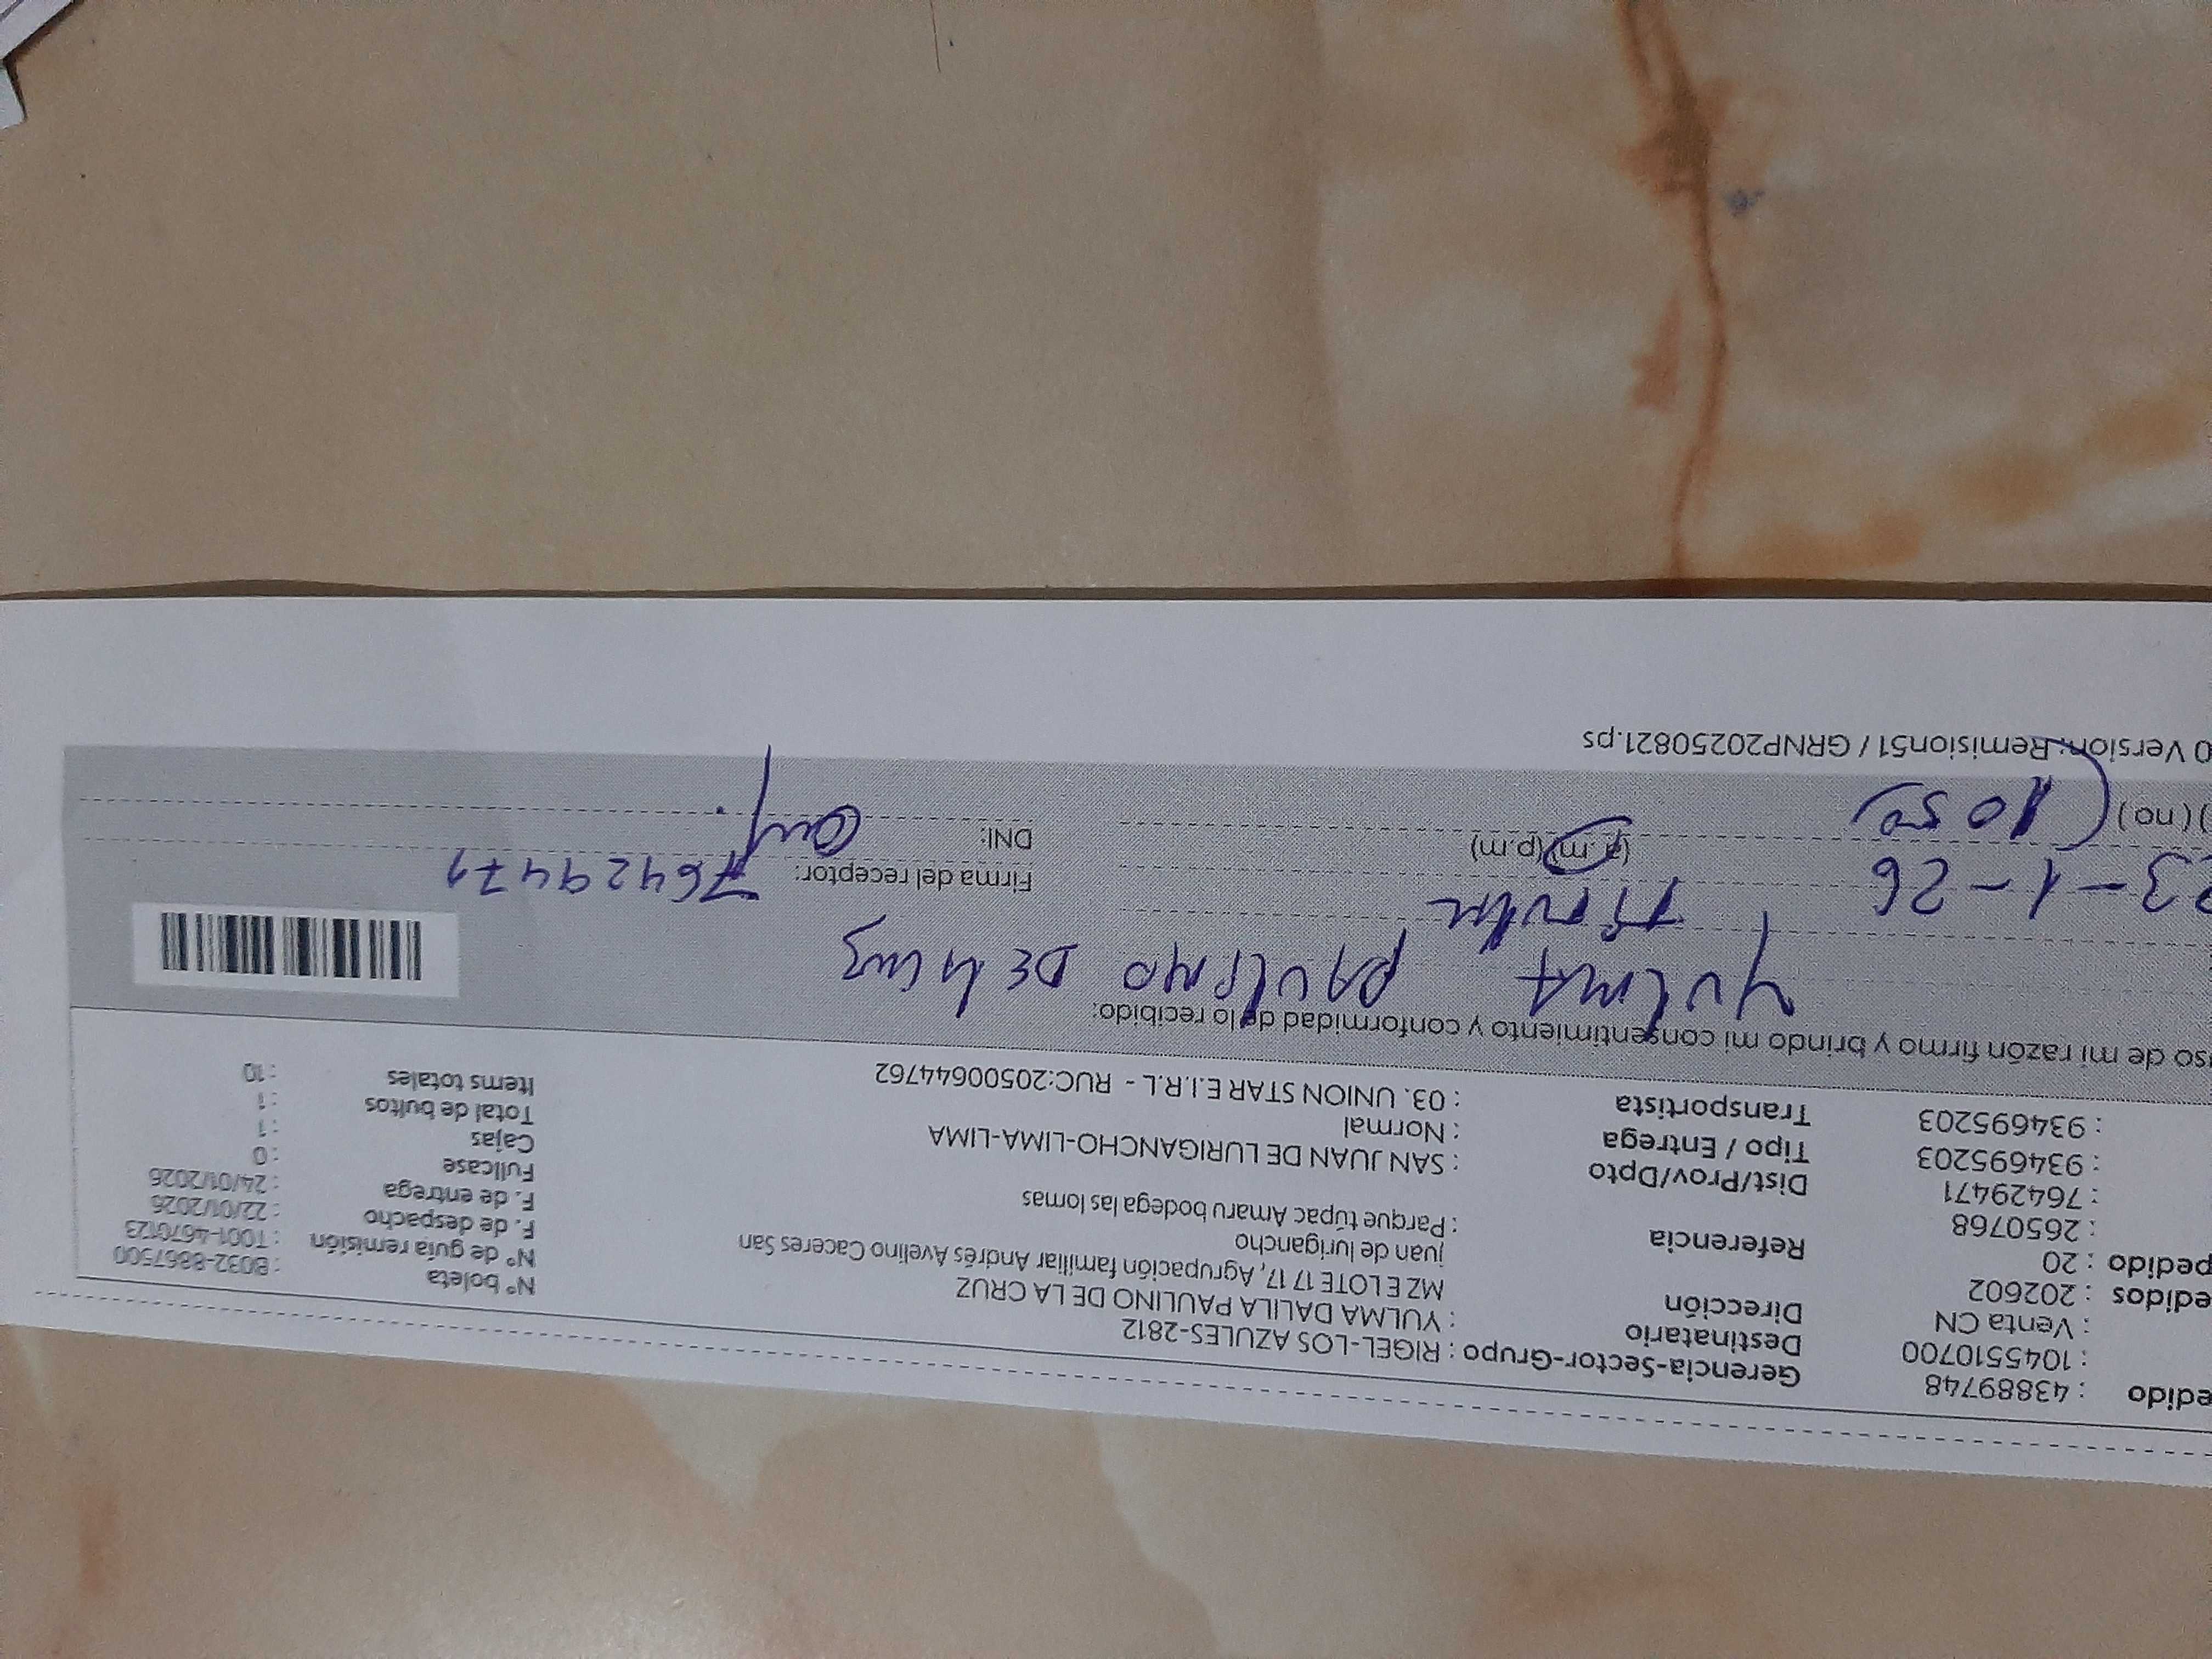 edido : 43889748 Gerencia-Sector-Grupo : RIGEL-LOS AZULES-2812
: 1045510700 Destinatario : YULMA DALILA PAULINO DE LA CRUZ
: Venta CN Dirección MZ E LOTE 17 17, Agrupación familiar Andrés Avelino Caceres San
edidos : 202602 juan de lurigancho
pedido : 20 Referencia : Parque túpac Amaru bodega las lomas
: 2650768
: 76429471 Dist/Prov/Dpto : SAN JUAN DE LURIGANCHO-LIMA-LIMA
: 934695203 Tipo / Entrega : Normal
: 934695203 Transportista : 03. UNION STAR E.I.R.L - RUC:20500644762
N° boleta : B032-8867500
N° de guía remisión : T001-4670123
F. de despacho : 22/01/2026
F. de entrega : 24/01/2026
Fullcase : 0
Cajas : 1
Total de bultos : 1
Items totales : 10
uso de mi razón firmo y brindo mi consentimiento y conformidad de lo recibido:
YULMA PAULINO DE la CruZ
Titular
23-1-26
Firma del receptor: 76429471
(a.m) (p.m)
DNI:
) (no) 10 50
0 Versión: Remision51 / GRNP20250821.ps